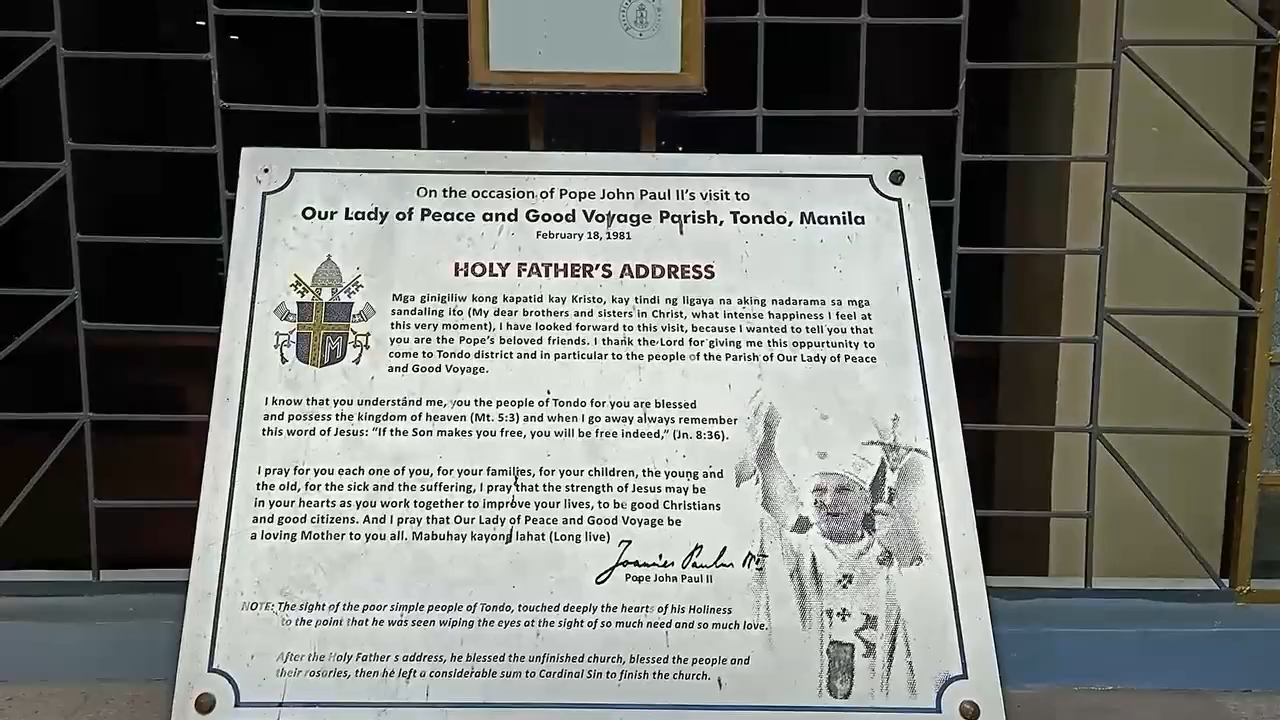 On the occasion of Pope John Paul II's visit to
Our Lady of Peace and Good Voyage Parish, Tondo, Manila
February 18, 1981
HOLY FATHER'S ADDRESS
Mga ginigiliw kong kapatid kay Kristo, kay tindi ng ligaya na aking nadarama sa mga
sandaling ito (My dear brothers and sisters in Christ, what intense happiness I feel at
this very moment), I have looked forward to this visit, because I wanted to tell you that
you are the Pope's beloved friends. I thank the Lord for giving me this oppurtunity to
come to Tondo district and in particular to the people of the Parish of Our Lady of Peace
and Good Voyage.
I know that you understand me, you the people of Tondo for you are blessed
and possess the kingdom of heaven (Mt. 5:3) and when I go away always remember
this word of Jesus: "If the Son makes you free, you will be free indeed," (Jn. 8:36).
I pray for you each one of you, for your families, for your children, the young and
the old, for the sick and the suffering, I pray that the strength of Jesus may be
in your hearts as you work together to improve your lives, to be good Christians
and good citizens. And I pray that Our Lady of Peace and Good Voyage be
a loving Mother to you all. Mabuhay kayong lahat (Long live)
Joannes Paulus II
Pope John Paul II
NOTE: The sight of the poor simple people of Tondo, touched deeply the hearts of his Holiness
to the point that he was seen wiping the eyes at the sight of so much need and so much love.
After the Holy Father s address, he blessed the unfinished church, blessed the people and
their rosaries, then he left a considerable sum to Cardinal Sin to finish the church.